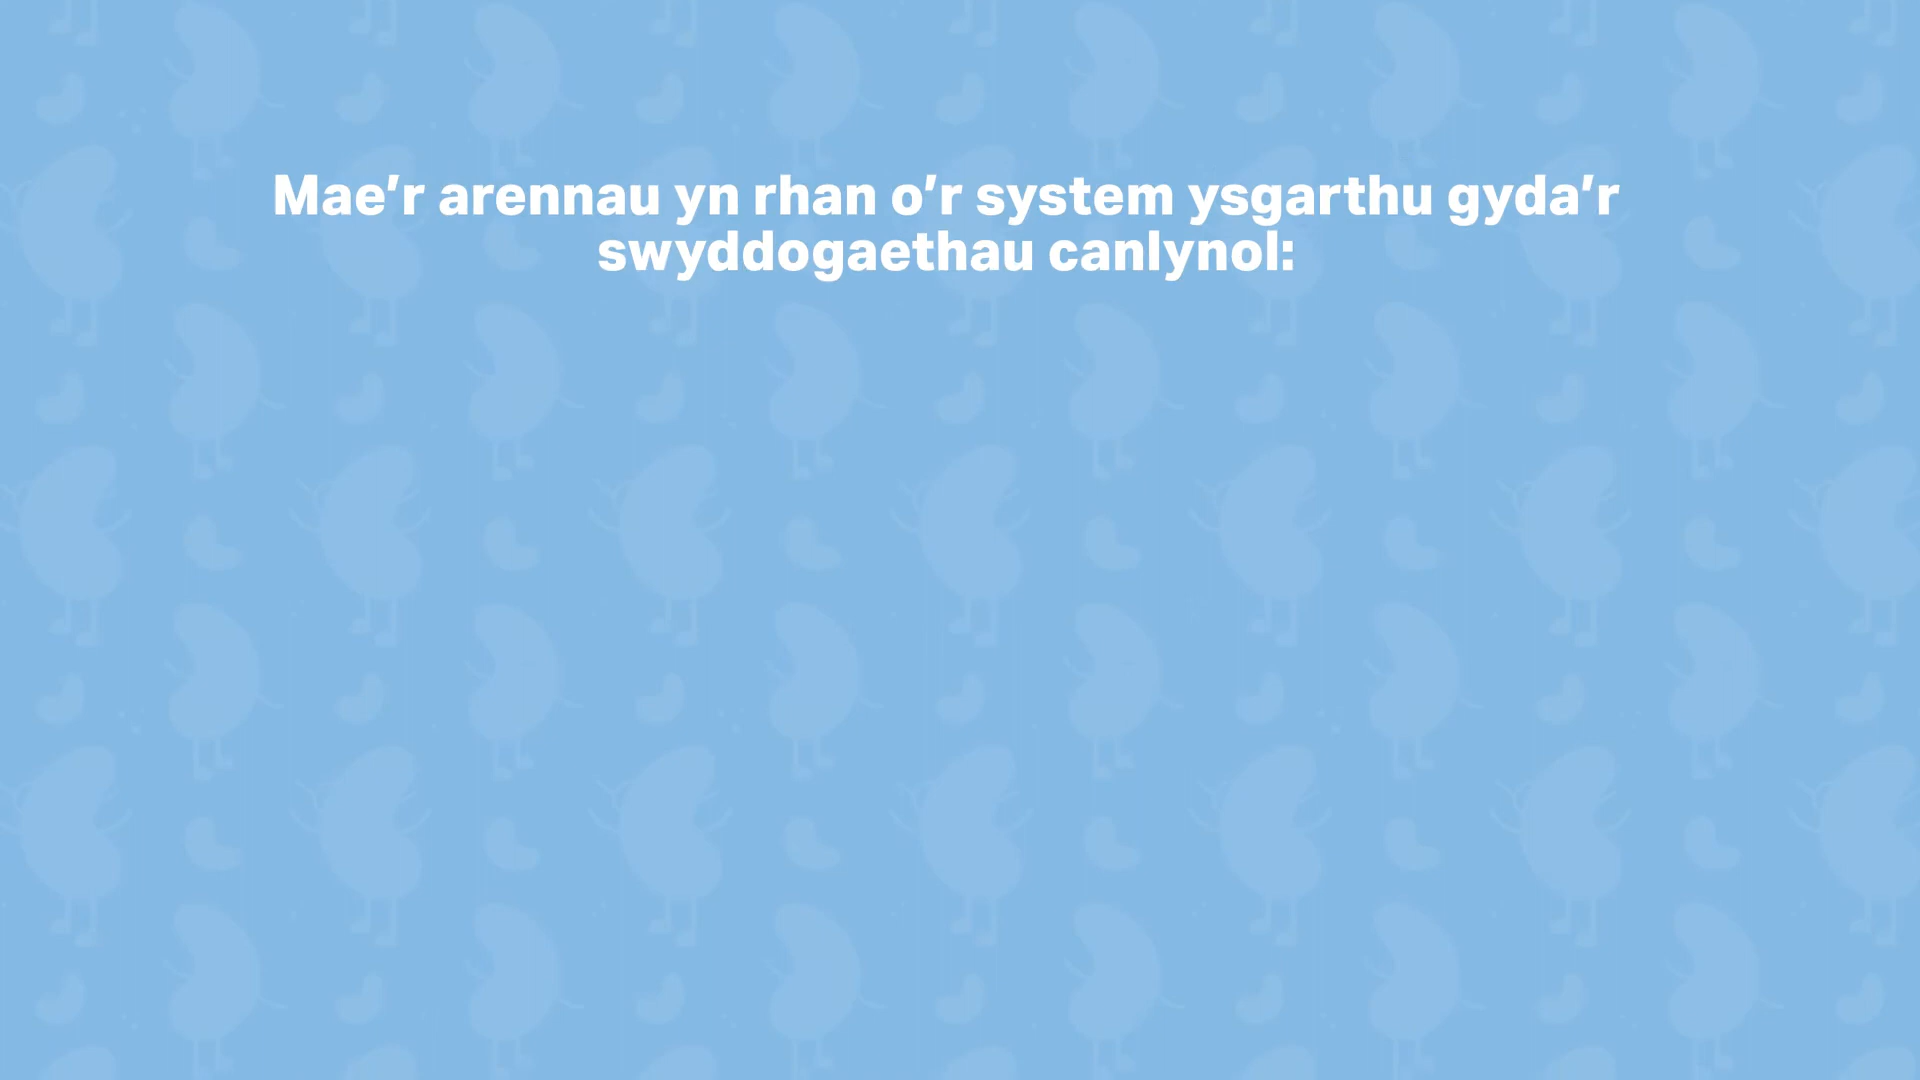 Mae’r arennau yn rhan o’r system ysgarthu gyda’r
swyddogaethau canlynol: